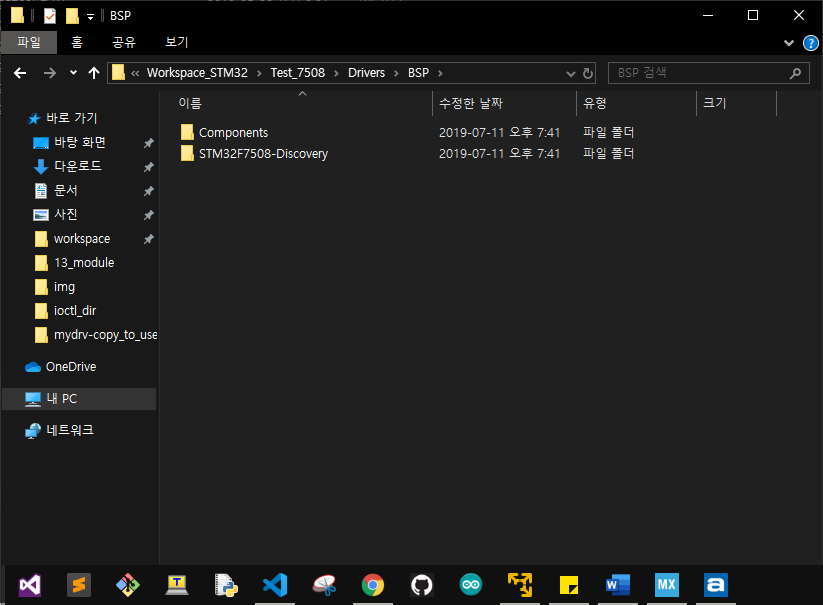 BSP
파일 홈 공유 보기
« Workspace_STM32 > Test_7508 > Drivers > BSP >
BSP 검색
이름 수정한 날짜 유형 크기
Components 2019-07-11 오후 7:41 파일 폴더
STM32F7508-Discovery 2019-07-11 오후 7:41 파일 폴더
바로 가기
바탕 화면
다운로드
문서
사진
workspace
13_module
img
ioctl_dir
mydrv-copy_to_use
OneDrive
내 PC
네트워크
T W MX a